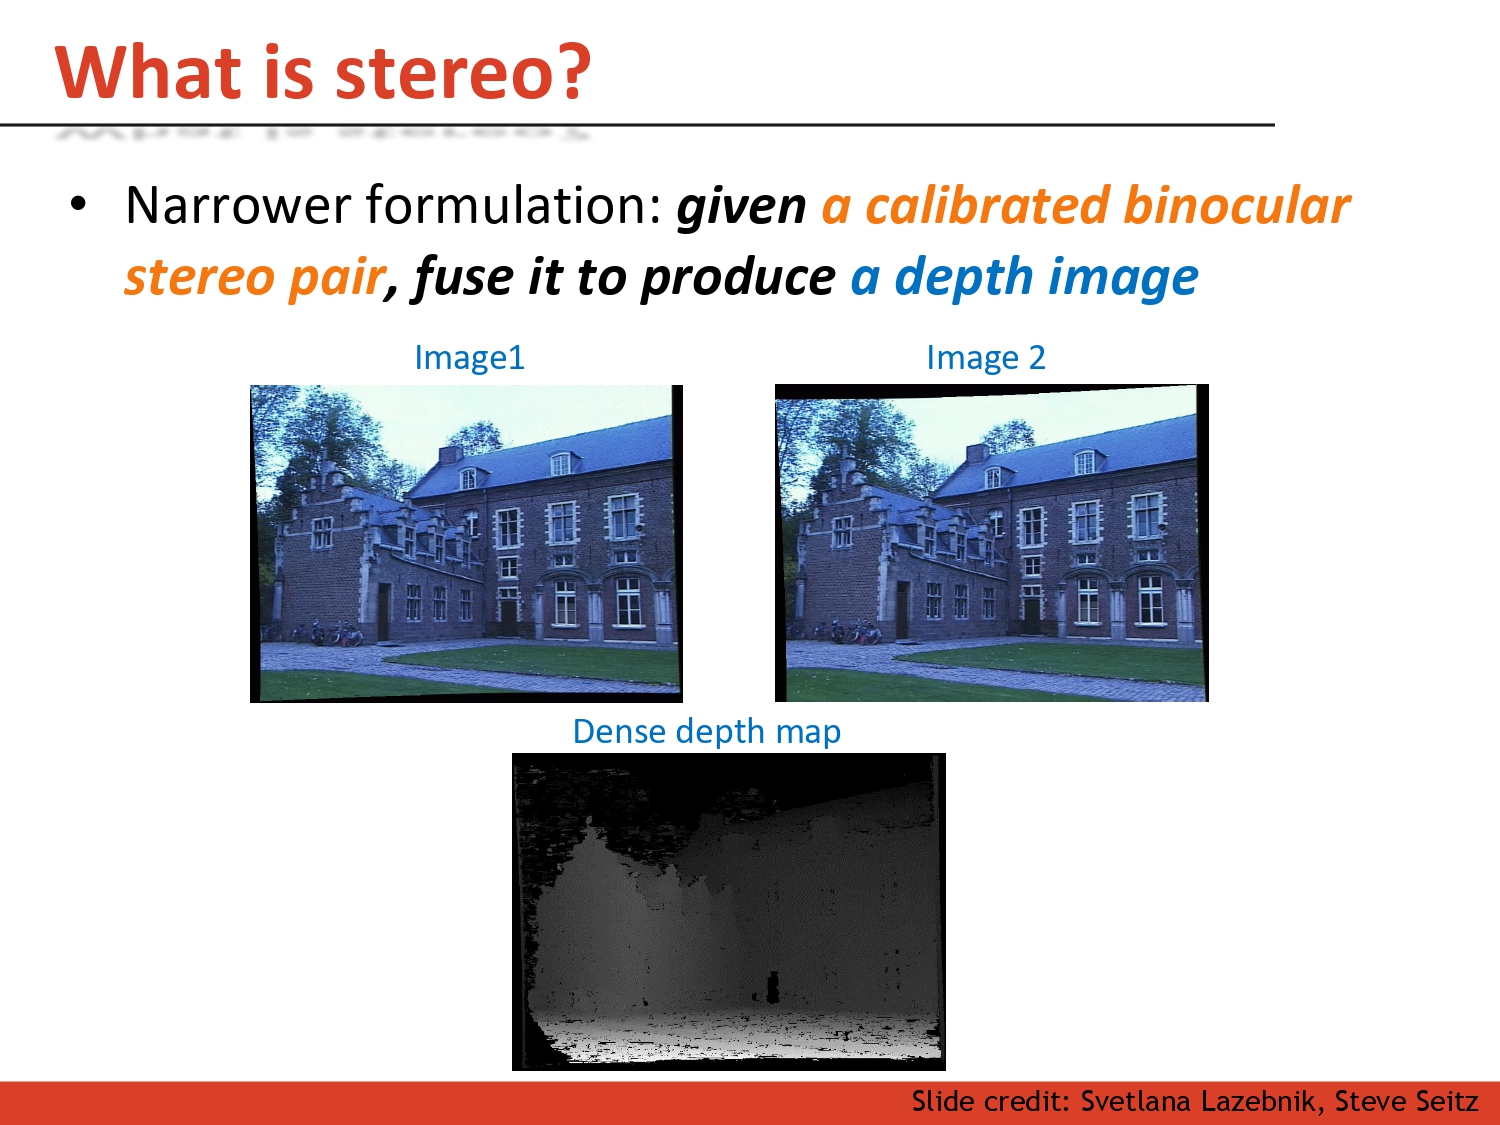 What is stereo?
• Narrower formulation: given a calibrated binocular
stereo pair, fuse it to produce a depth image
Image1
Image 2
Dense depth map
Slide credit: Svetlana Lazebnik, Steve Seitz